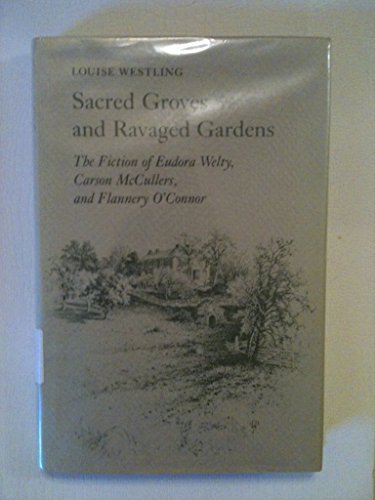 LOUISE WESTLING
Sacred Groves
and Ravaged Gardens
The Fiction of Eudora Welty,
Carson McCullers,
and Flannery O'Connor